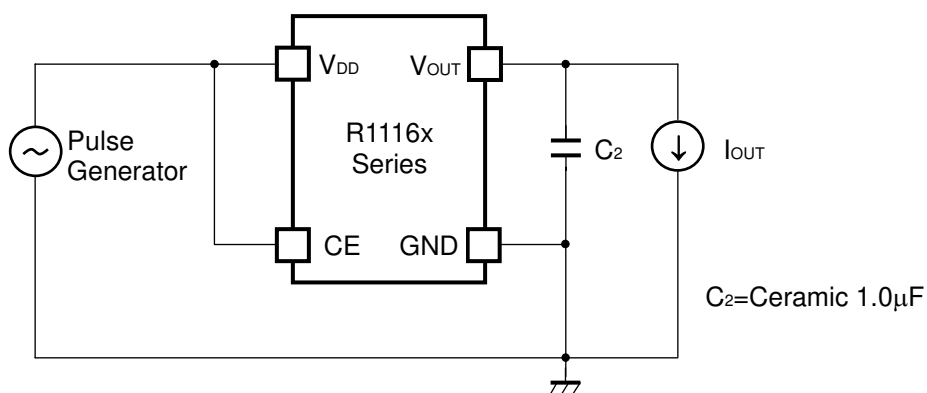 VDD
VOUT
R1116x
Series
Pulse
Generator
C2
IOUT
CE
GND
C2=Ceramic 1.0μF